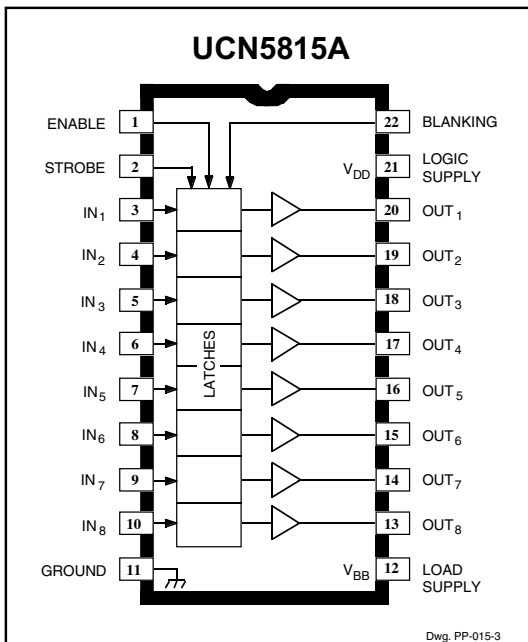 UCN5815A
ENABLE 1 22 BLANKING
STROBE 2 V_DD 21 LOGIC SUPPLY
IN₁ 3 20 OUT₁
IN₂ 4 19 OUT₂
IN₃ 5 18 OUT₃
IN₄ 6 17 OUT₄
LATCHES
IN₅ 7 16 OUT₅
IN₆ 8 15 OUT₆
IN₇ 9 14 OUT₇
IN₈ 10 13 OUT₈
GROUND 11 V_BB 12 LOAD SUPPLY
Dwg. PP-015-3